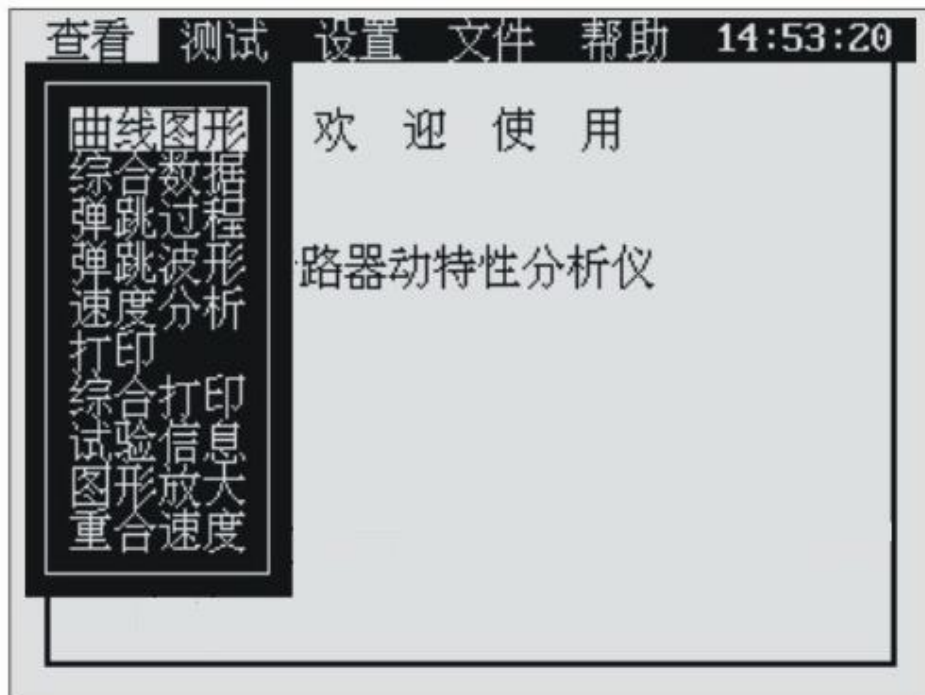 查看 测试 设置 文件 帮助 14:53:20
曲线图形
综合数据
弹跳过程
弹跳波形
速度分析
打印
综合打印
试验信息
图形放大
重合速度
欢 迎 使 用
路器动特性分析仪